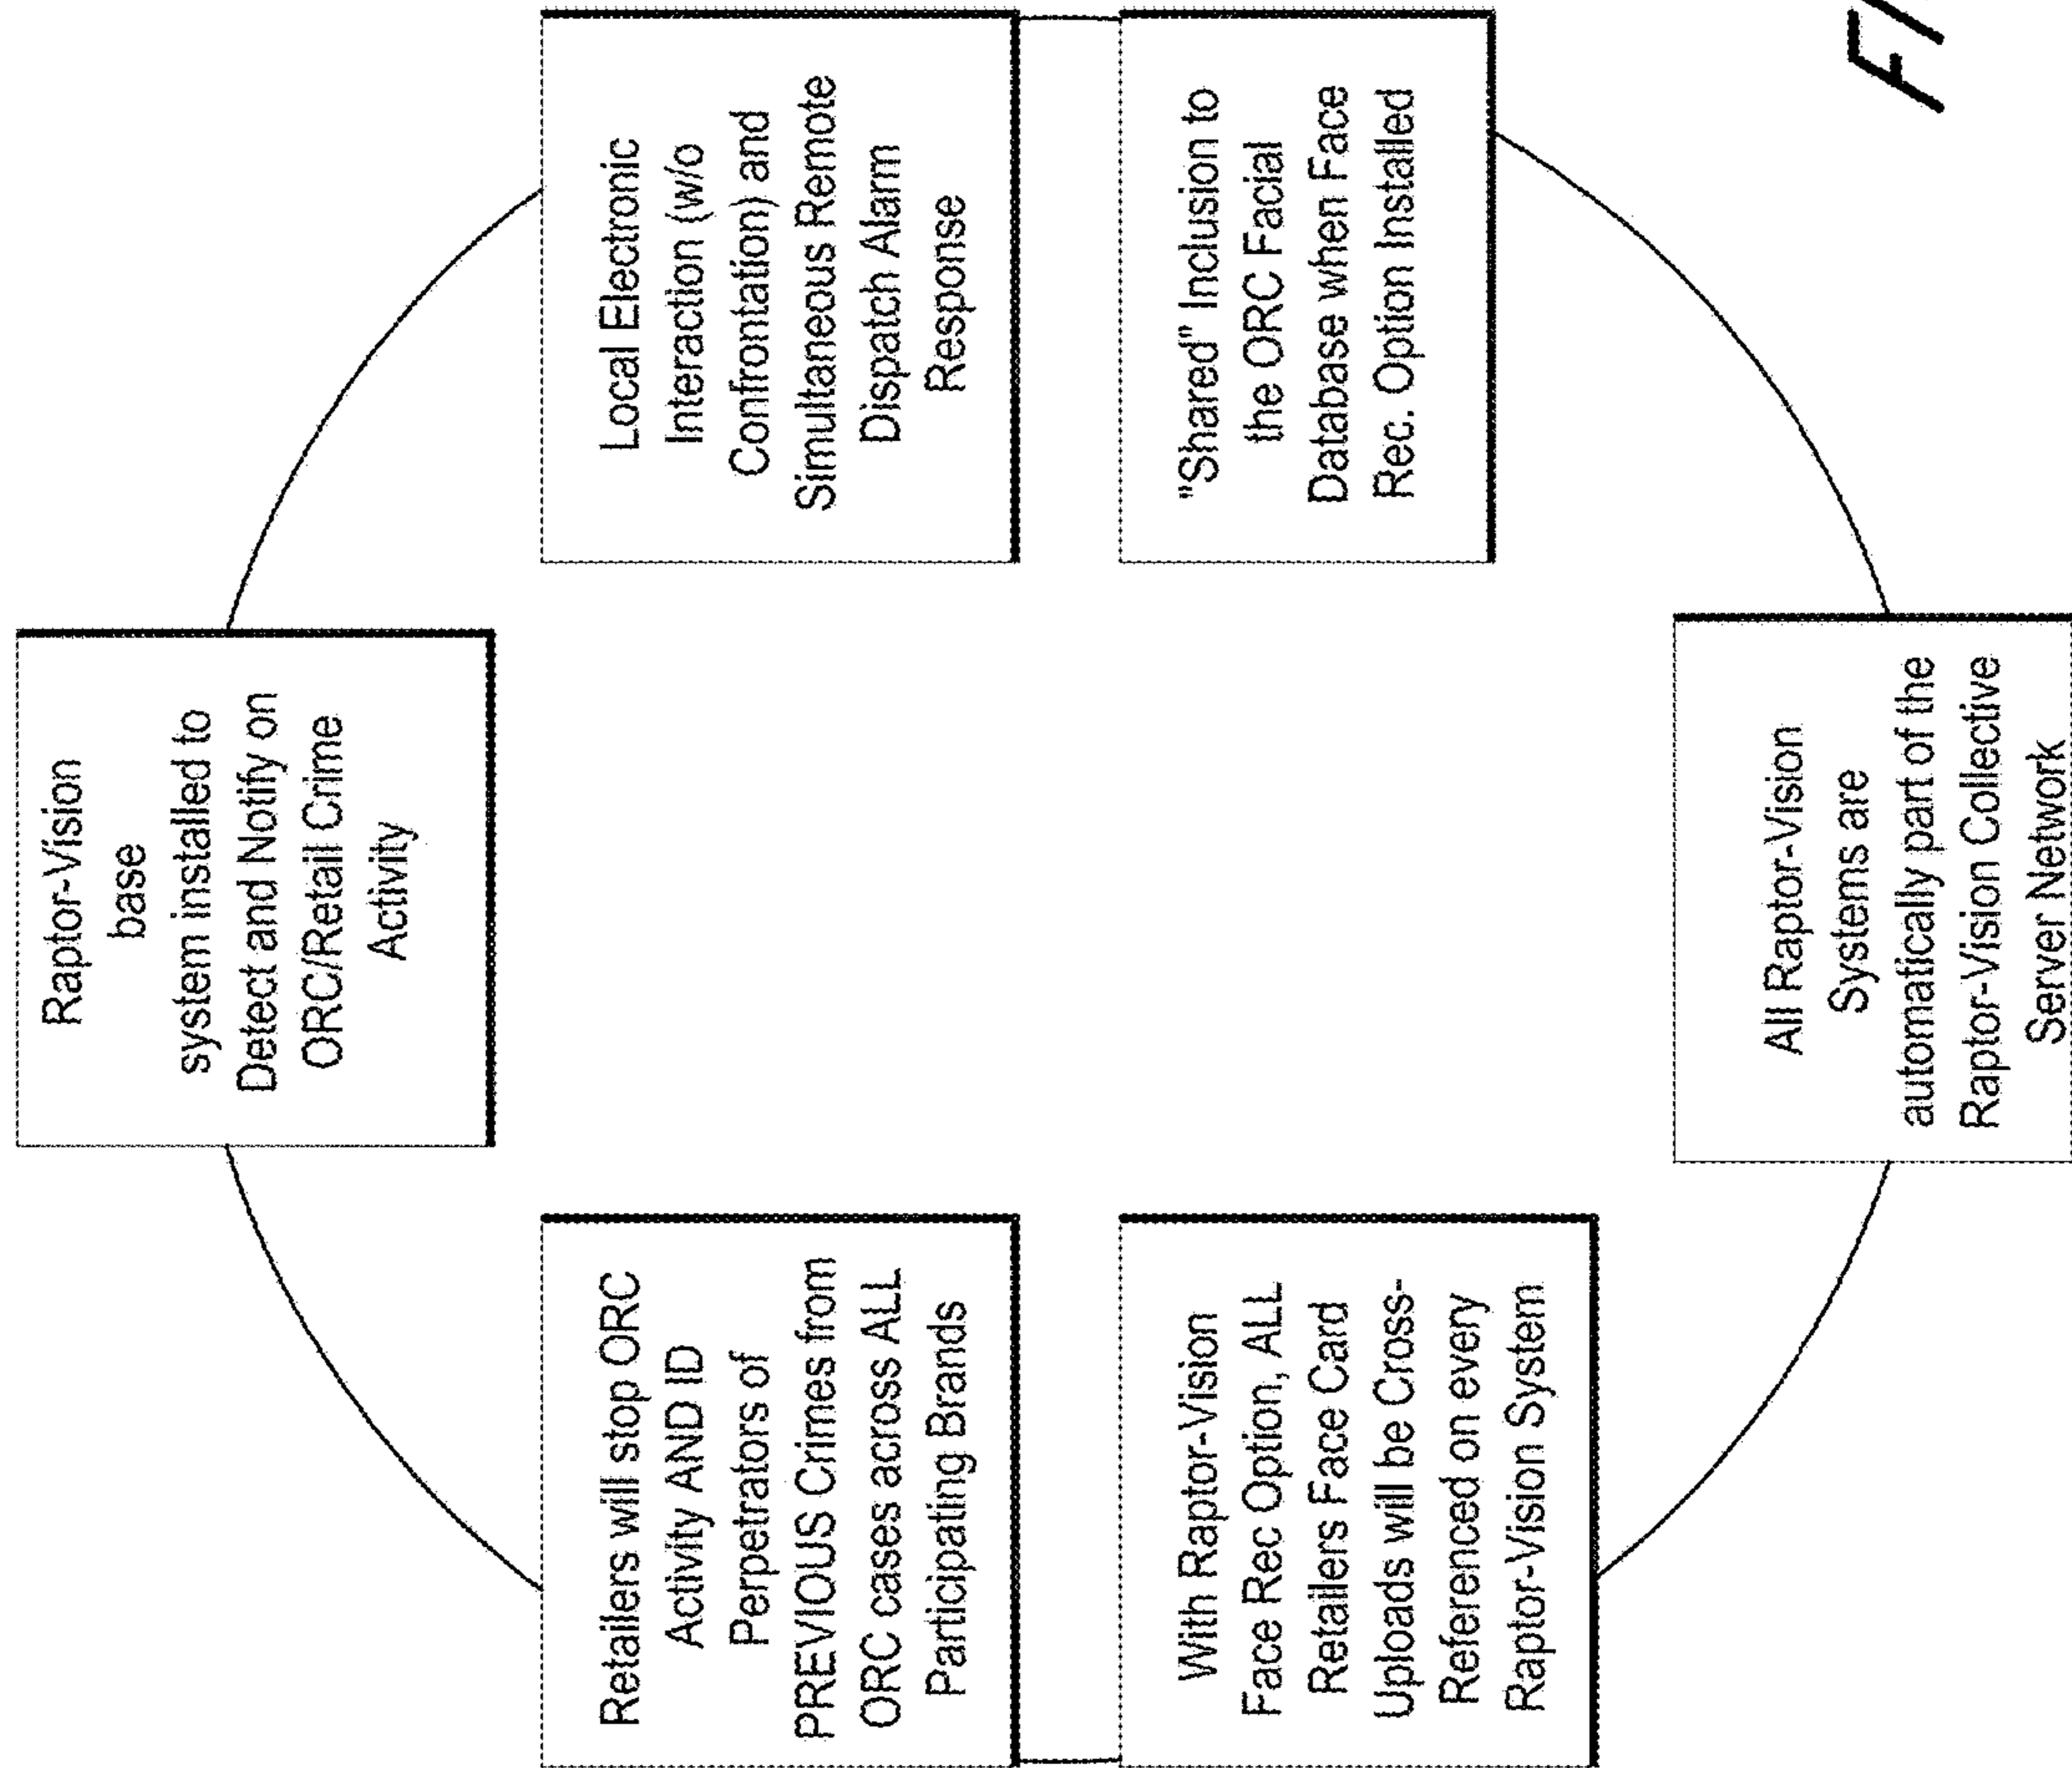 Raptor-Vision
base
system installed to
Detect and Notify on
ORC/Retail Crime
Activity
Local Electronic
Interaction (w/o
Confrontation) and
Simultaneous Remote
Dispatch Alarm
Response
"Shared" Inclusion to
the ORC Facial
Database when Face
Rec. Option Installed
All Raptor-Vision
Systems are
automatically part of the
Raptor-Vision Collective
Server Network
With Raptor-Vision
Face Rec Option, ALL
Retailers Face Card
Uploads will be Cross-
Referenced on every
Raptor-Vision System
Retailers will stop ORC
Activity AND ID
Perpetrators of
PREVIOUS Crimes from
ORC cases across ALL
Participating Brands